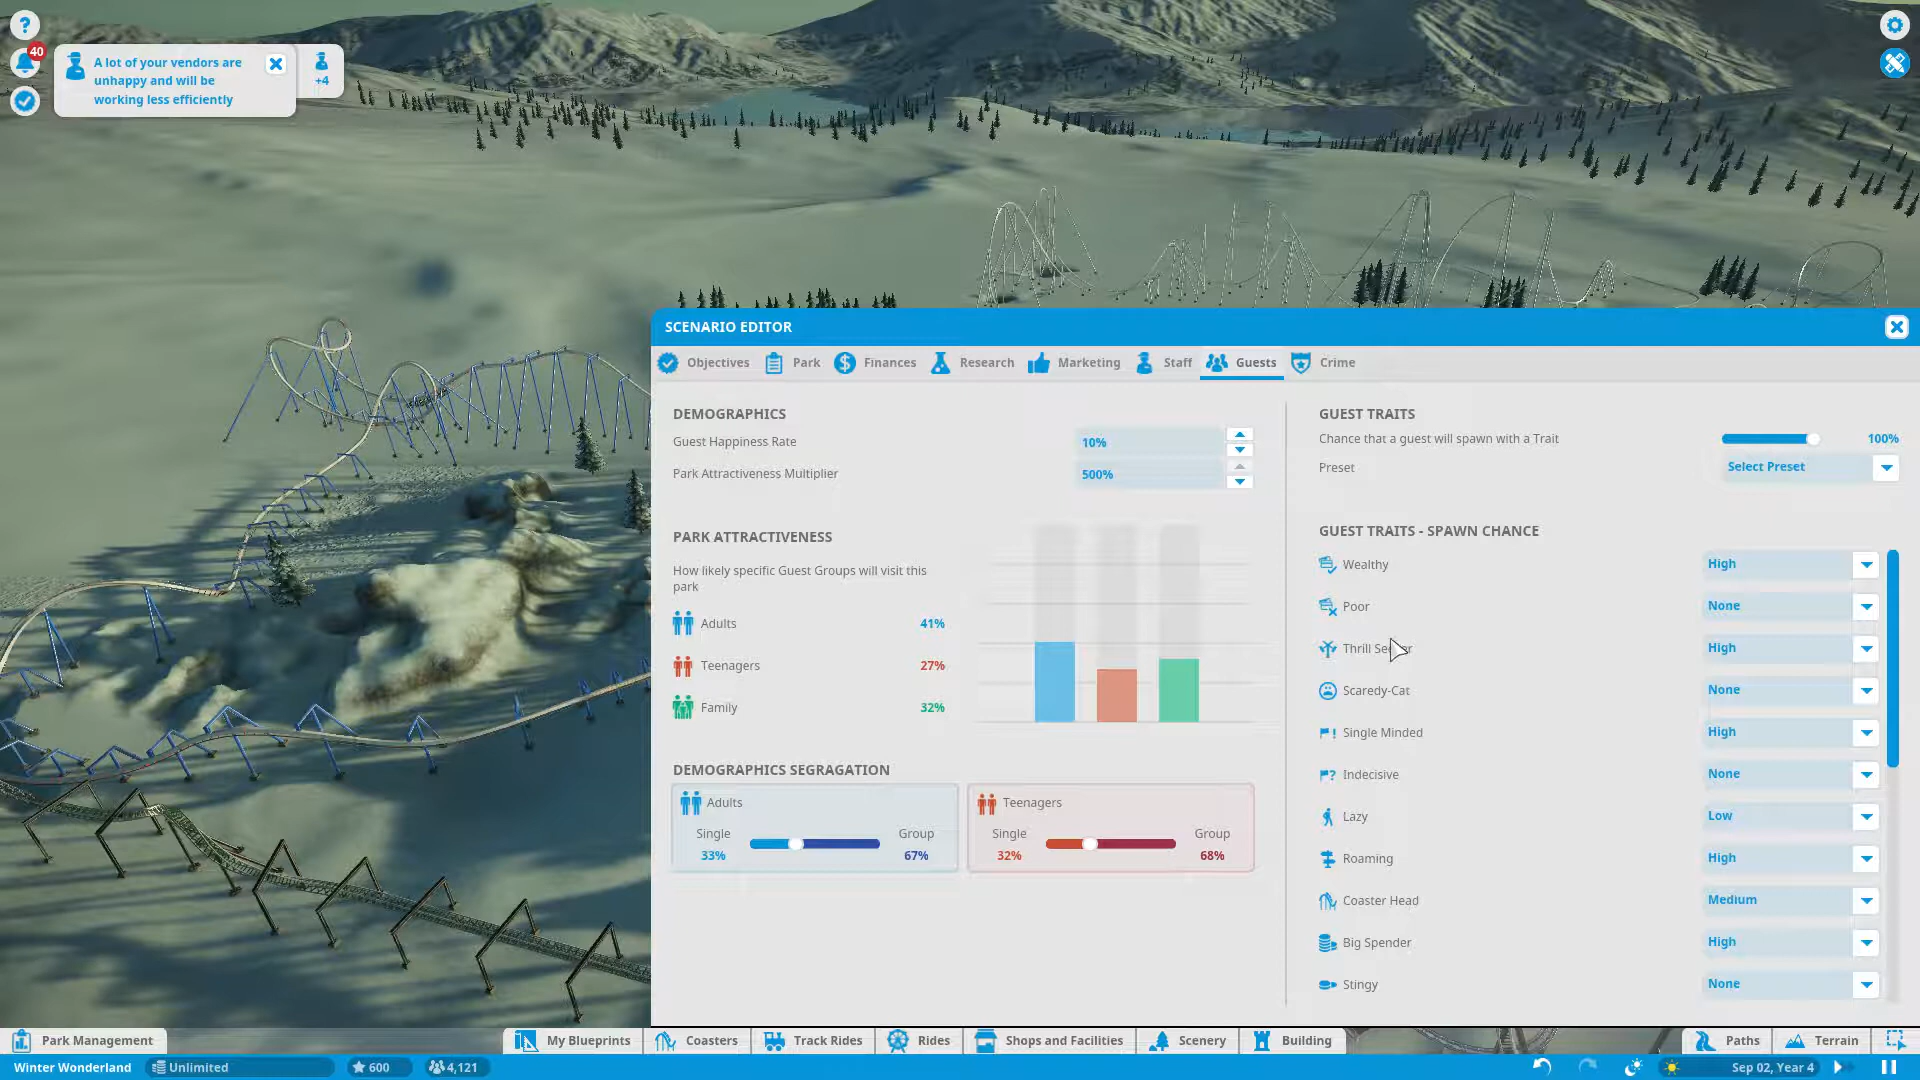 ?
40
A lot of your vendors are
unhappy and will be
working less efficiently
+4
SCENARIO EDITOR
Objectives
Park
Finances
Research
Marketing
Staff
Guests
Crime
DEMOGRAPHICS
Guest Happiness Rate
10%
Park Attractiveness Multiplier
500%
PARK ATTRACTIVENESS
How likely specific Guest Groups will visit this
park
Adults
41%
Teenagers
27%
Family
32%
DEMOGRAPHICS SEGRAGATION
Adults
Single
Group
33%
67%
Teenagers
Single
Group
32%
68%
GUEST TRAITS
Chance that a guest will spawn with a Trait
100%
Preset
Select Preset
GUEST TRAITS - SPAWN CHANCE
Wealthy
High
Poor
None
Thrill
High
Scaredy-Cat
None
Single Minded
High
Indecisive
None
Lazy
Low
Roaming
High
Coaster Head
Medium
Big Spender
High
Stingy
None
Park Management
My Blueprints
Coasters
Track Rides
Rides
Shops and Facilities
Scenery
Building
Paths
Terrain
Winter Wonderland
Unlimited
600
4,121
Sep 02, Year 4